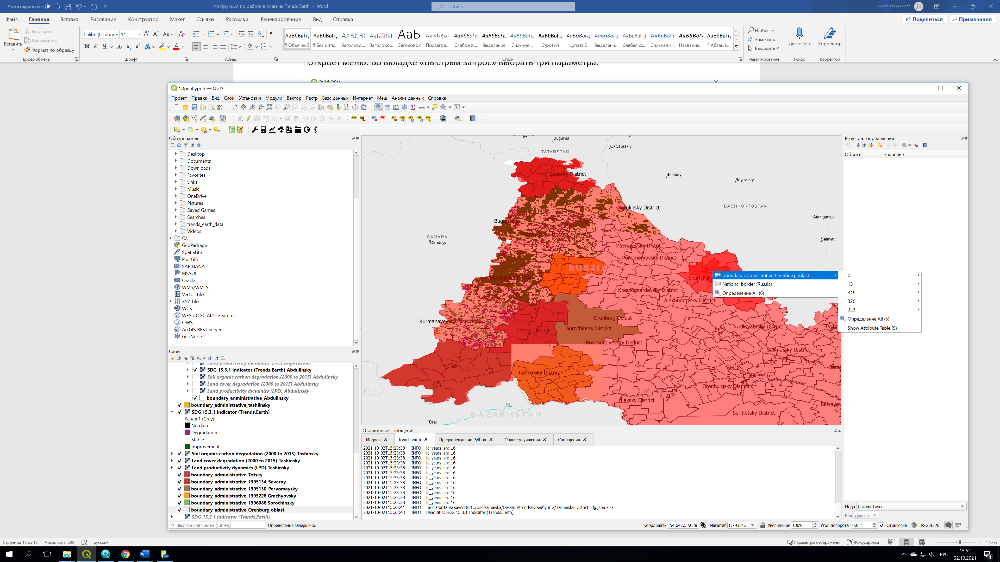 Автосохранение
Инструкция по работе в плагине Trends Earth - Word
Поиск
????? ??????????
Файл Главная Вставка Рисование Конструктор Макет Ссылки Рассылки Рецензирование Вид Справка
Поделиться Примечания
Вставить
Вырезать
Копировать
Формат по образцу
Буфер обмена
Calibri (Основн 11
Шрифт
Абзац
¶ Обычный ¶ Без инте... Заголово... Заголово... Заголовок Подзагол... Слабое в... Выделение Сильное... Строгий Цитата 2 Выделенн... Слабая сс... Сильная с... Название... ¶ Абзац с...
Стили
Найти
Заменить
Выделить
Редактирование
Диктофон
Голос
Корректор
Корректор
откроет меню. Во вкладке «Быстрый запрос» выбрать три параметра:
QuickOSM
*Оренбург 3 — QGIS
Проект Правка Вид Слой Установки Модули Вектор Растр База данных Интернет Меш Анализ данных Справка
Обозреватель
Desktop
Documents
Downloads
Favorites
Links
Music
OneDrive
Pictures
Saved Games
Searches
trends_earth_data
Videos
C:\
GeoPackage
SpatiaLite
PostGIS
SAP HANA
MSSQL
Oracle
WMS/WMTS
Vector Tiles
XYZ Tiles
WCS
WFS / OGC API - Features
OWS
ArcGIS REST Servers
GeoNode
Слои
Land productivity dynamics (LPD) Buguruslan
SDG 15.3.1 Indicator (Trends.Earth) Abdulinsky
Soil organic carbon degradation (2000 to 2015) Abdulinsky
Land cover degradation (2000 to 2015) Abdulinsky
Land productivity dynamics (LPD) Abdulinsky
boundary_administrative_Abdulinsky
boundary_administrative_tashlinsky
SDG 15.3.1 Indicator (Trends.Earth)
Канал 1 (Gray)
No data
Degradation
Stable
Improvement
Soil organic carbon degradation (2000 to 2015) Tashinsky
Land cover degradation (2000 to 2015) Tashinsky
Land productivity dynamics (LPD) Tashinsky
boundary_administrative_Totsky
boundary_administrative_1395134_Severny
boundary_administrative_1395130_Pervomaysky
boundary_administrative_1395228 Grachyovsky
boundary_administrative_1396088 Sorochinsky
boundary_administrative_Orenburg oblast
SDG 15.3.1 Indicator (Trends.Earth)
Введите для поиска (Ctrl+K)
Определение завершено.
Bugulma
Oktyabrskiy
TATARSTAN
Severny District
Belebey
Rayevskiy
BASHKORTOSTAN
Abdulinsky District
Sterlitamak
Buguruslan
Asekeyevsky District
SAMARA
Otradnyy
Salavat
Matveyevsky District
Ponomaryovsky District
RUSSIA
Buzuluksky District
Buzuluk
Sharlyksky
Krasnogvardeysky District
Alexandrovsky District
Kurmanayevsky District
Orenburg Oblast
Sorochinsky District
Totsky District
Oktyabrsky District
Tyulg
Novosergiyevsky District
Sakmarsky District
Saral
Tashlinsky District
Orenburg
Orenburgsky District
Ural
Ural
Ileksky District
Ural
Belyayev
Sol-Iletsky District
KAZAKHSTAN
Oral
boundary_administrative_Orenburg oblast
National border (Russia)
Определение All (6)
0
13
319
320
323
Определение All (5)
Show Attribute Table (5)
Результат определения
Объект Значение
Мода Current Layer
Вид Дерево
Отладочные сообщения
Модули trends.earth Предупреждение Python Общие улучшения Сообщения
2021-10-02T15:23:38 INFO lc_years len: 16
2021-10-02T15:23:38 INFO lc_years len: 16
2021-10-02T15:23:38 INFO lc_years len: 16
2021-10-02T15:23:38 INFO lc_years len: 16
2021-10-02T15:23:38 INFO lc_years len: 16
2021-10-02T15:23:38 INFO lc_years len: 16
2021-10-02T15:23:38 INFO lc_years len: 16
2021-10-02T15:23:38 INFO lc_years len: 16
2021-10-02T15:23:38 INFO lc_years len: 16
2021-10-02T15:23:38 INFO lc_years len: 16
2021-10-02T15:23:38 INFO lc_years len: 16
2021-10-02T15:23:38 INFO lc_years len: 16
2021-10-02T15:23:41 INFO Indicator table saved to C:/Users/mawka/Desktop/trends/Оренбург 2/Tashinsky District sdg.json.xlsx
2021-10-02T15:23:43 INFO Band title: SDG 15.3.1 Indicator (Trends.Earth)
Координаты 54.647,53.038 Масштаб 1:793813 Увеличение 100% Угол поворота 0,0 ° Отрисовка EPSG:4326
Страница 13 из 13 Число слов: 639 русский
Параметры отображения Фокусировка 170 %
РУС
15:52
02.10.2021
4